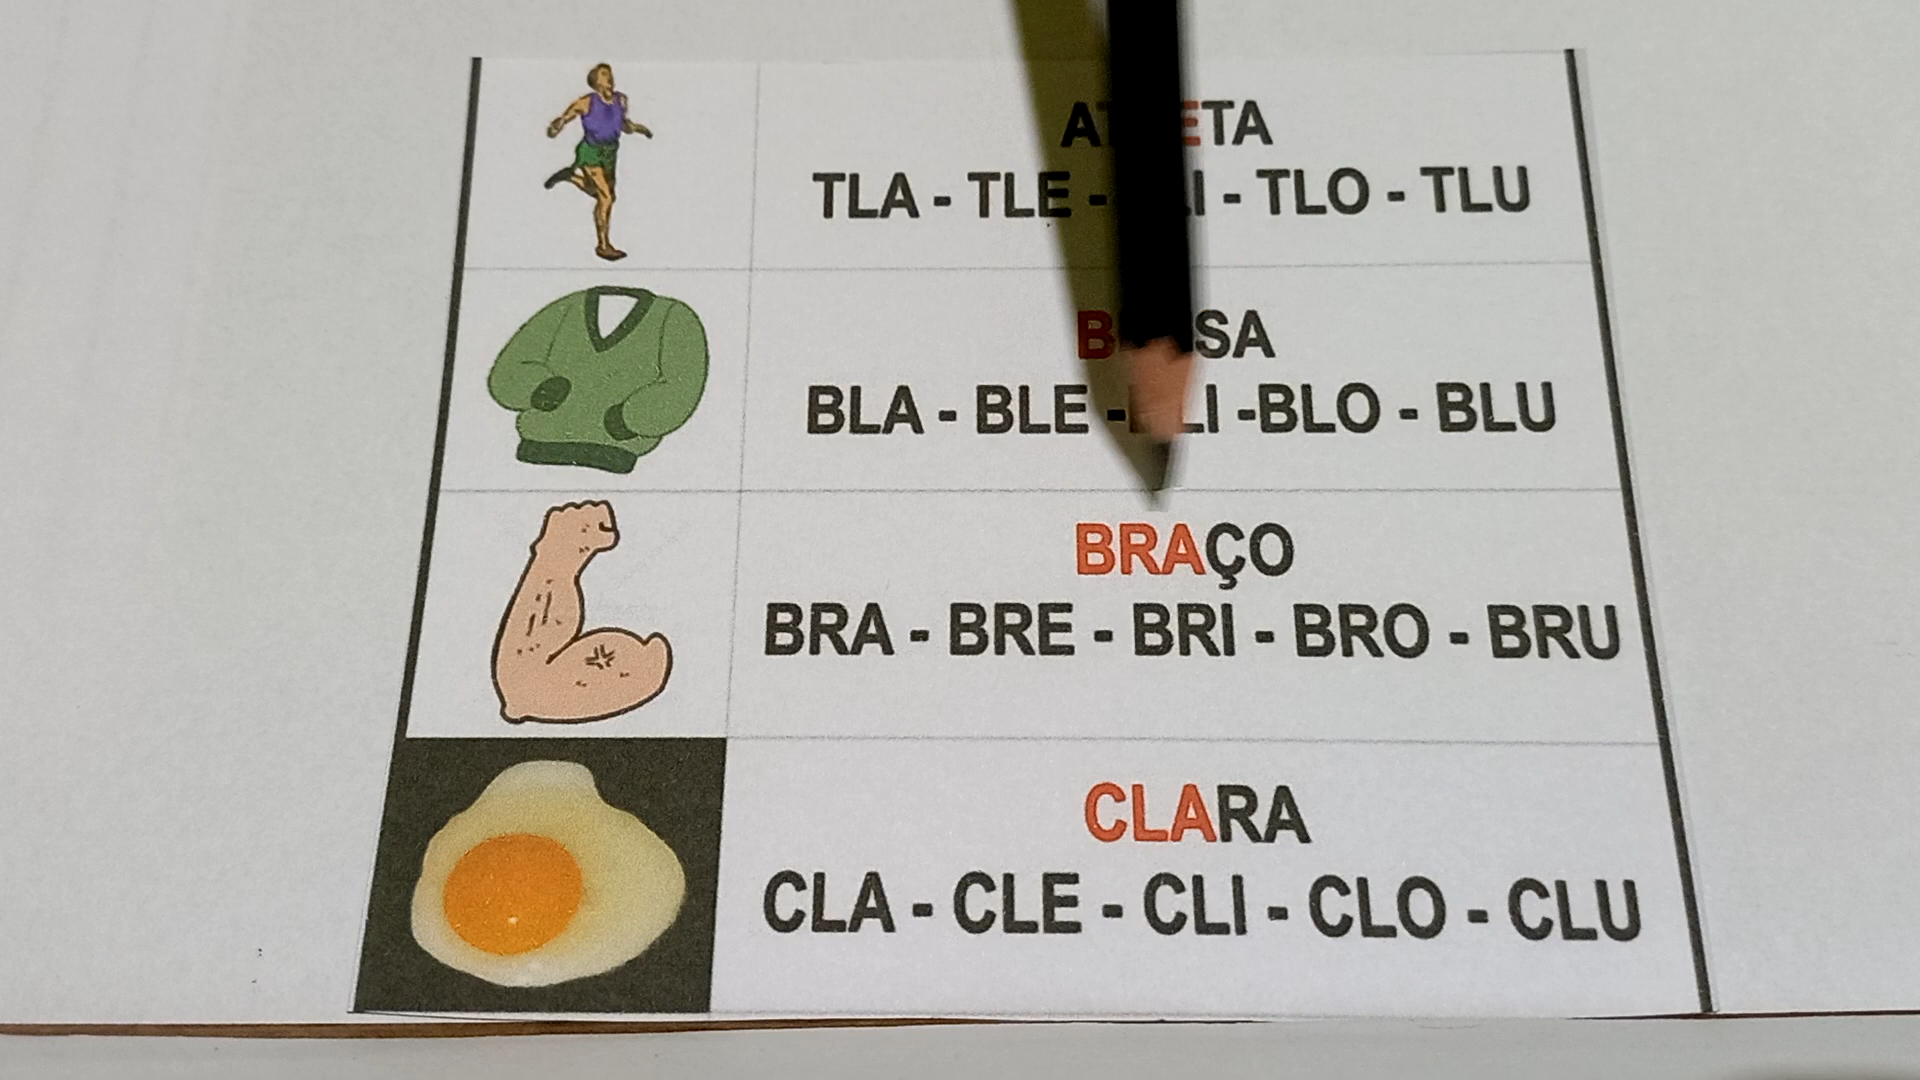 TLA - TLE - - TLO - TLU
BLA - BLE - -BLO - BLU
BRAÇO
BRA - BRE - BRI - BRO - BRU
CLARA
CLA - CLE - CLI - CLO - CLU